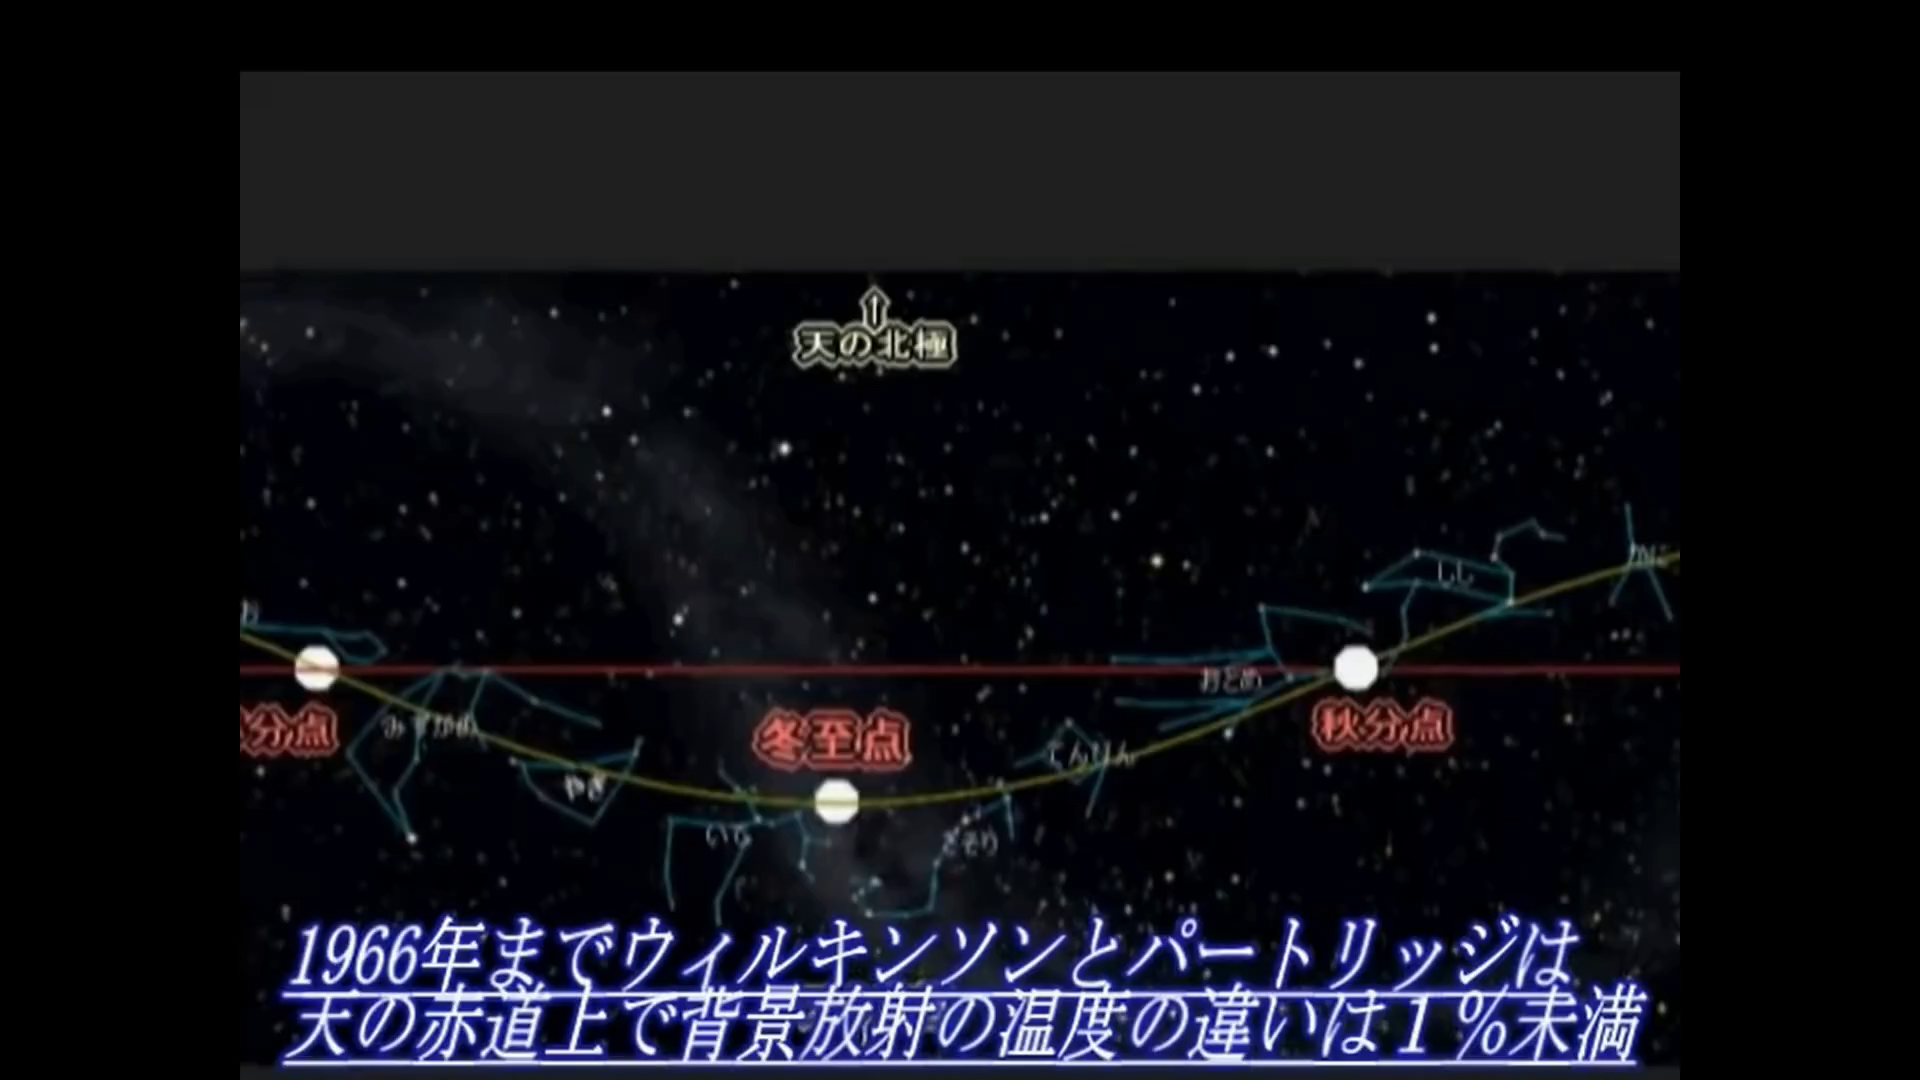 天の北極
しし
かに
お
おとめ
分点
冬至点
秋分点
みずがめ
てんびん
やぎ
いて
さそり
1966年までウィルキンソンとパートリッジは
天の赤道上で背景放射の温度の違いは１％未満